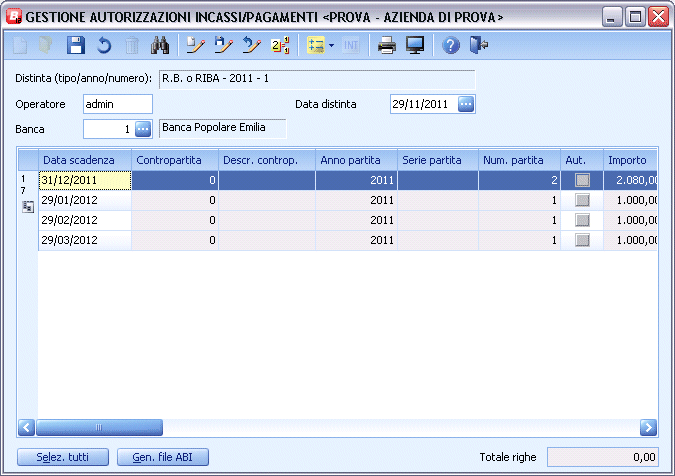 GESTIONE AUTORIZZAZIONI INCASSI/PAGAMENTI <PROVA - AZIENDA DI PROVA>
INT
Distinta (tipo/anno/numero): R.B. o RIBA - 2011 - 1
Operatore admin Data distinta 29/11/2011
Banca 1 Banca Popolare Emilia
Data scadenza Contropartita Descr. controp. Anno partita Serie partita Num. partita Aut. Importo
1 31/12/2011 0 2011 2 2.080,00
7 29/01/2012 0 2011 1 1.000,00
29/02/2012 0 2011 1 1.000,00
29/03/2012 0 2011 1 1.000,00
Selez. tutti Gen. file ABI Totale righe 0,00